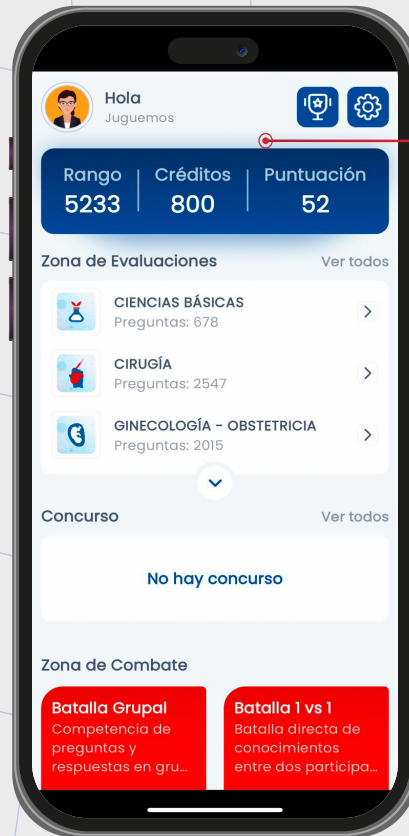 Hola
Juguemos
Rango Créditos Puntuación
5233 800 52
Zona de Evaluaciones Ver todos
CIENCIAS BÁSICAS
Preguntas: 678
CIRUGÍA
Preguntas: 2547
GINECOLOGÍA - OBSTETRICIA
Preguntas: 2015
Concurso Ver todos
No hay concurso
Zona de Combate
Batalla Grupal
Competencia de
preguntas y
respuestas en gru...
Batalla 1 vs 1
Batalla directa de
conocimientos
entre dos participa...